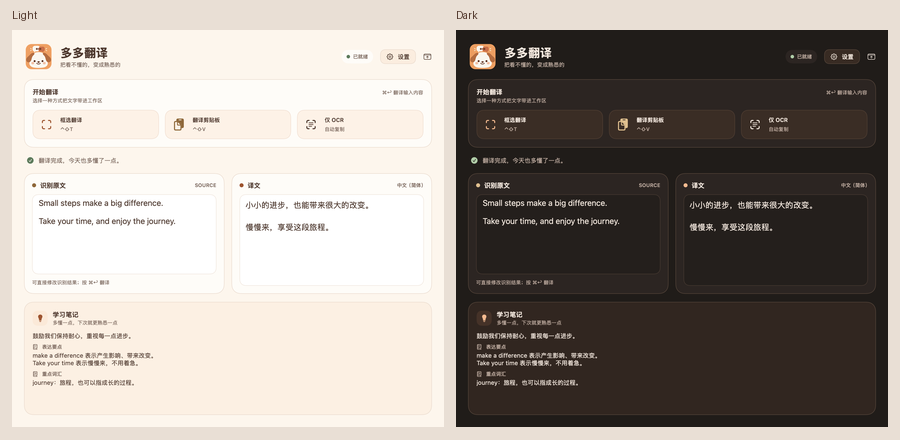 Light
多多翻译
把看不懂的，变成熟悉的
已就绪
设置
开始翻译
选择一种方式把文字带进工作区
⌘↵ 翻译输入内容
框选翻译
⌃⇧T
翻译剪贴板
⌃⇧V
仅 OCR
自动复制
翻译完成，今天也多懂了一点。
识别原文
SOURCE
Small steps make a big difference.
Take your time, and enjoy the journey.
可直接修改识别结果；按 ⌘↵ 翻译
译文
中文 (简体)
小小的进步，也能带来很大的改变。
慢慢来，享受这段旅程。
学习笔记
多懂一点，下次就更熟悉一点
鼓励我们保持耐心，重视每一点进步。
表达要点
make a difference 表示产生影响、带来改变。
Take your time 表示慢慢来，不用着急。
重点词汇
journey：旅程，也可以指成长的过程。
Dark
多多翻译
把看不懂的，变成熟悉的
已就绪
设置
开始翻译
选择一种方式把文字带进工作区
⌘↵ 翻译输入内容
框选翻译
⌃⇧T
翻译剪贴板
⌃⇧V
仅 OCR
自动复制
翻译完成，今天也多懂了一点。
识别原文
SOURCE
Small steps make a big difference.
Take your time, and enjoy the journey.
可直接修改识别结果；按 ⌘↵ 翻译
译文
中文 (简体)
小小的进步，也能带来很大的改变。
慢慢来，享受这段旅程。
学习笔记
多懂一点，下次就更熟悉一点
鼓励我们保持耐心，重视每一点进步。
表达要点
make a difference 表示产生影响、带来改变。
Take your time 表示慢慢来，不用着急。
重点词汇
journey：旅程，也可以指成长的过程。